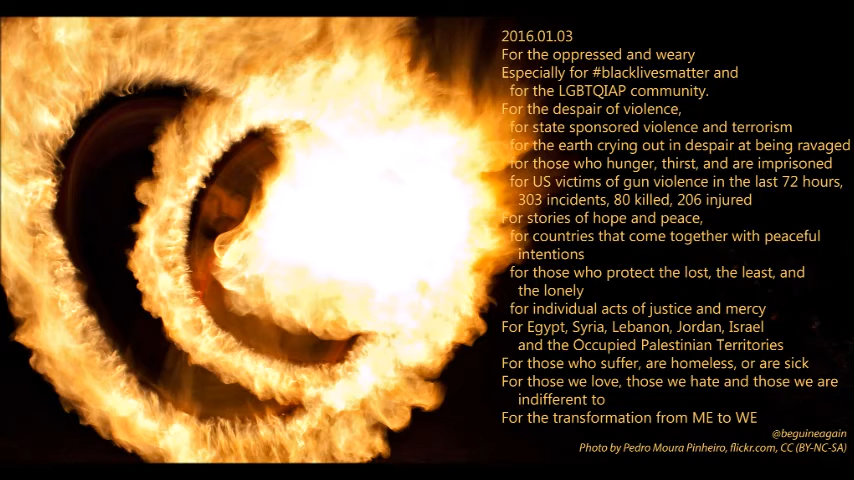 2016.01.03
For the oppressed and weary
Especially for #blacklivesmatter and
for the LGBTQIAP community.
For the despair of violence,
for state sponsored violence and terrorism
for the earth crying out in despair at being ravaged
for those who hunger, thirst, and are imprisoned
for US victims of gun violence in the last 72 hours,
303 incidents, 80 killed, 206 injured
For stories of hope and peace,
for countries that come together with peaceful
intentions
for those who protect the lost, the least, and
the lonely
for individual acts of justice and mercy
For Egypt, Syria, Lebanon, Jordan, Israel
and the Occupied Palestinian Territories
For those who suffer, are homeless, or are sick
For those we love, those we hate and those we are
indifferent to
For the transformation from ME to WE
@beguineagain
Photo by Pedro Moura Pinheiro, flickr.com, CC (BY-NC-SA)